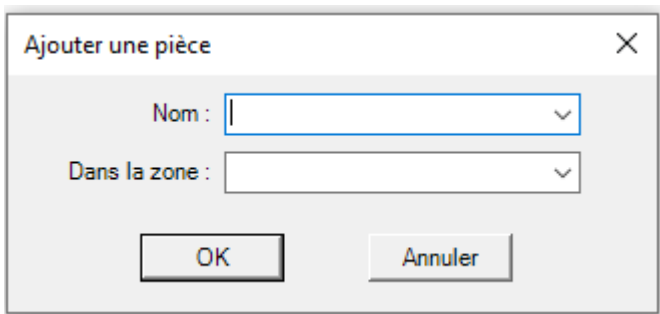 Ajouter une pièce
Nom :
Dans la zone :
OK
Annuler